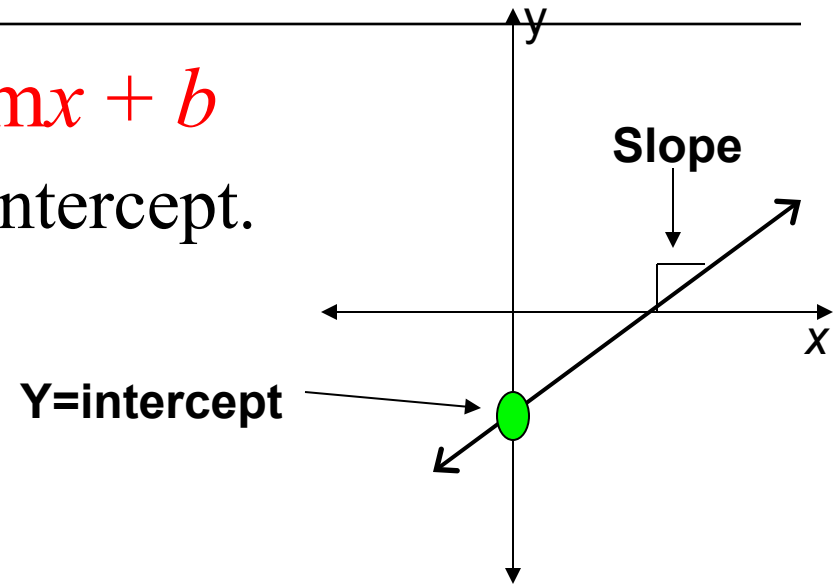 y
mx + b
Slope
ntercept.
x
Y=intercept